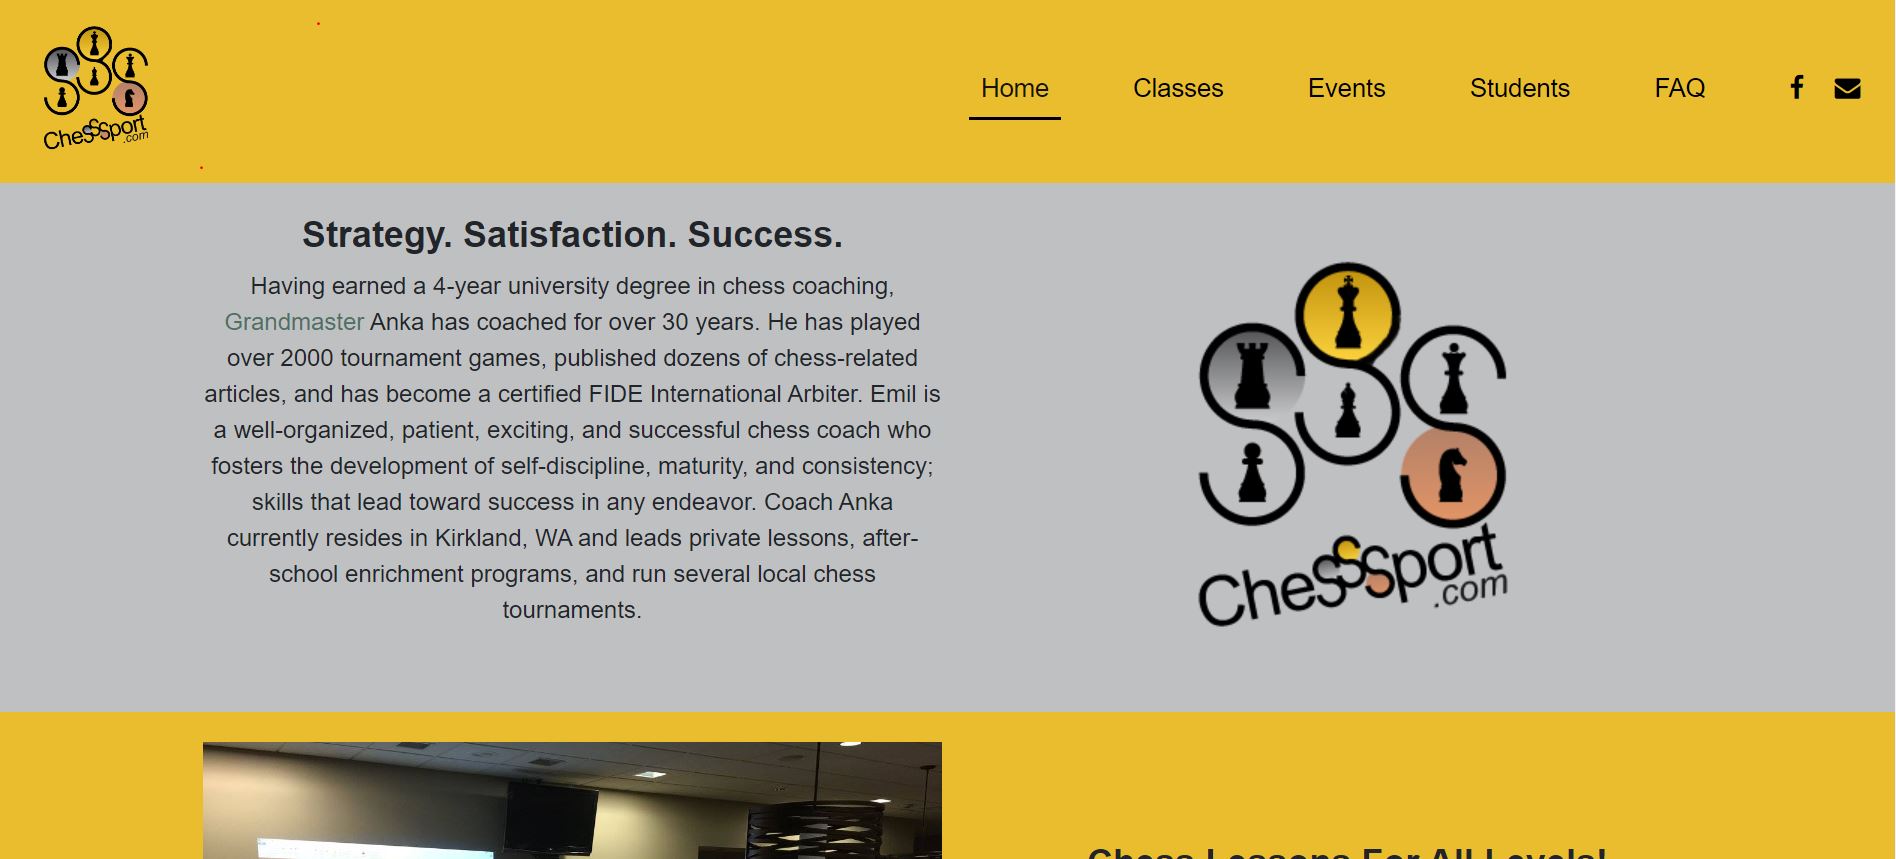 Chesssport
.com
Home
Classes
Events
Students
FAQ
Strategy. Satisfaction. Success.
Having earned a 4-year university degree in chess coaching,
Grandmaster Anka has coached for over 30 years. He has played
over 2000 tournament games, published dozens of chess-related
articles, and has become a certified FIDE International Arbiter. Emil is
a well-organized, patient, exciting, and successful chess coach who
fosters the development of self-discipline, maturity, and consistency;
skills that lead toward success in any endeavor. Coach Anka
currently resides in Kirkland, WA and leads private lessons, after-
school enrichment programs, and run several local chess
tournaments.
Chesssport
.com
Chess Lessons For All Levels!